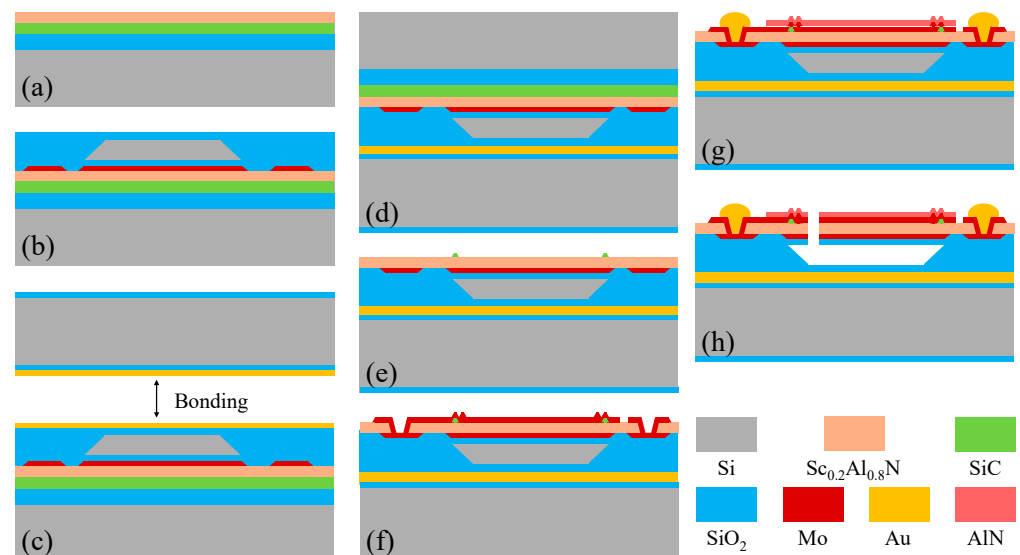 (a)
(b)
Bonding
(c)
(d)
(e)
(f)
(g)
(h)
Si
Sc₀.₂Al₀.₈N
SiC
SiO₂
Mo
Au
AlN